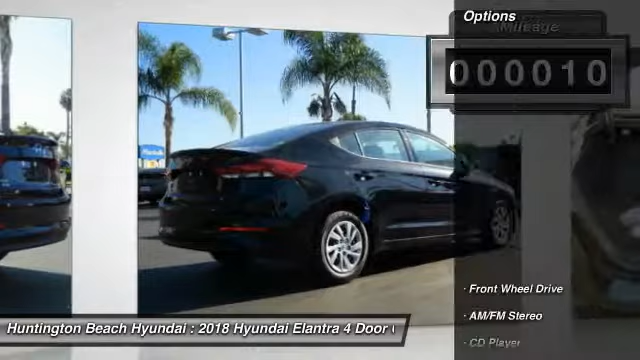 Options
Mileage
000010
Front Wheel Drive
AM/FM Stereo
CD Player
Huntington Beach Hyundai : 2018 Hyundai Elantra 4 Door